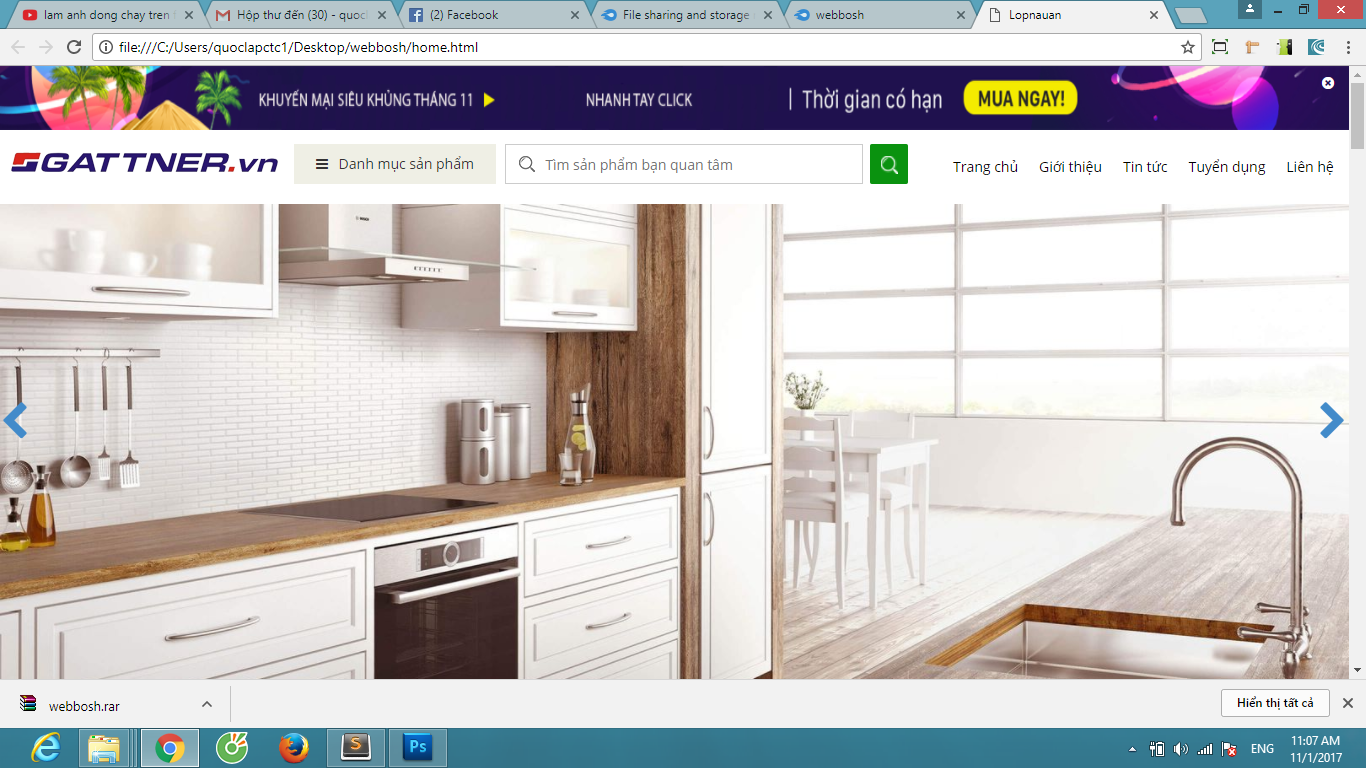 lam anh dong chay tren
Hộp thư đến (30) - quocl
(2) Facebook
File sharing and storage
webbosh
Lopnauan
file:///C:/Users/quoclapctc1/Desktop/webbosh/home.html
KHUYẾN MẠI SIÊU KHỦNG THÁNG 11
NHANH TAY CLICK
Thời gian có hạn
MUA NGAY!
GATTNER.vn
Danh mục sản phẩm
Tìm sản phẩm bạn quan tâm
Trang chủ
Giới thiệu
Tin tức
Tuyển dụng
Liên hệ
webbosh.rar
Hiển thị tất cả
Ps
ENG
11:07 AM
11/1/2017